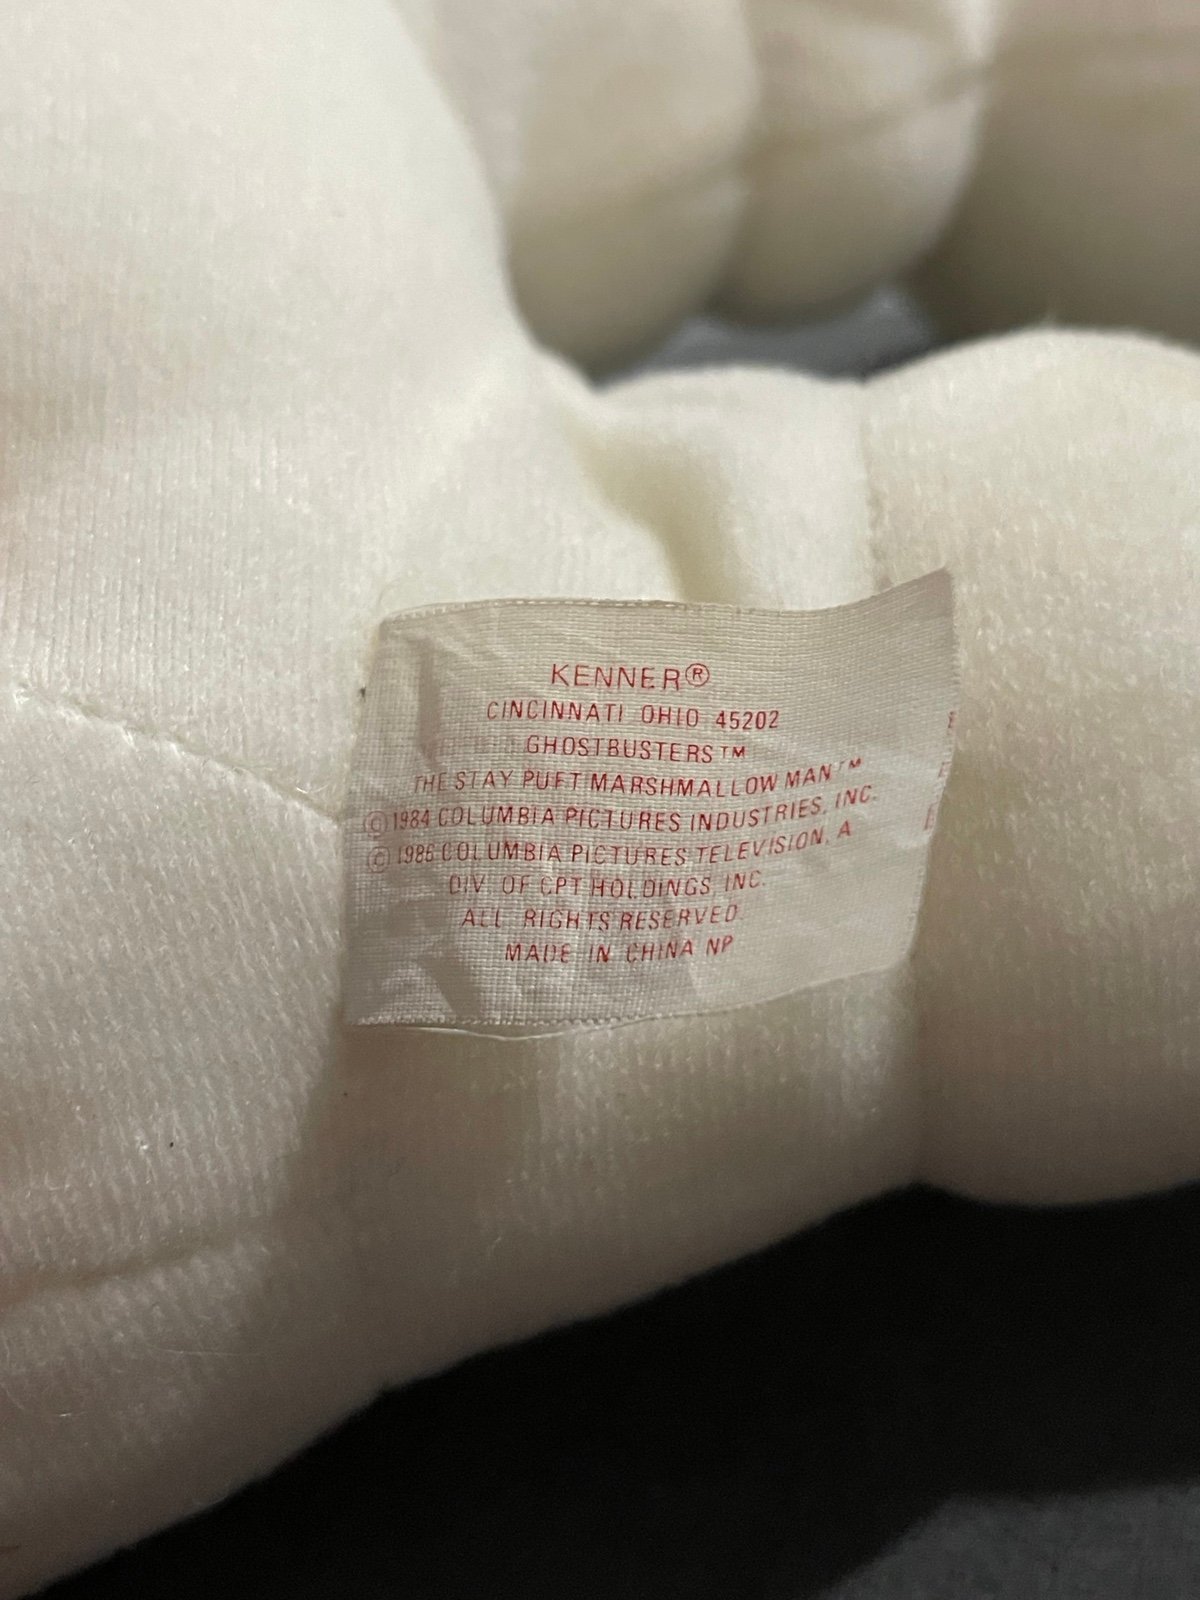 KENNER®
CINCINNATI OHIO 45202
GHOSTBUSTERS™
THE STAY PUFT MARSHMALLOW MAN™
© 1984 COLUMBIA PICTURES INDUSTRIES, INC.
© 1986 COLUMBIA PICTURES TELEVISION, A
DIV. OF CPT HOLDINGS, INC.
ALL RIGHTS RESERVED.
MADE IN CHINA NP